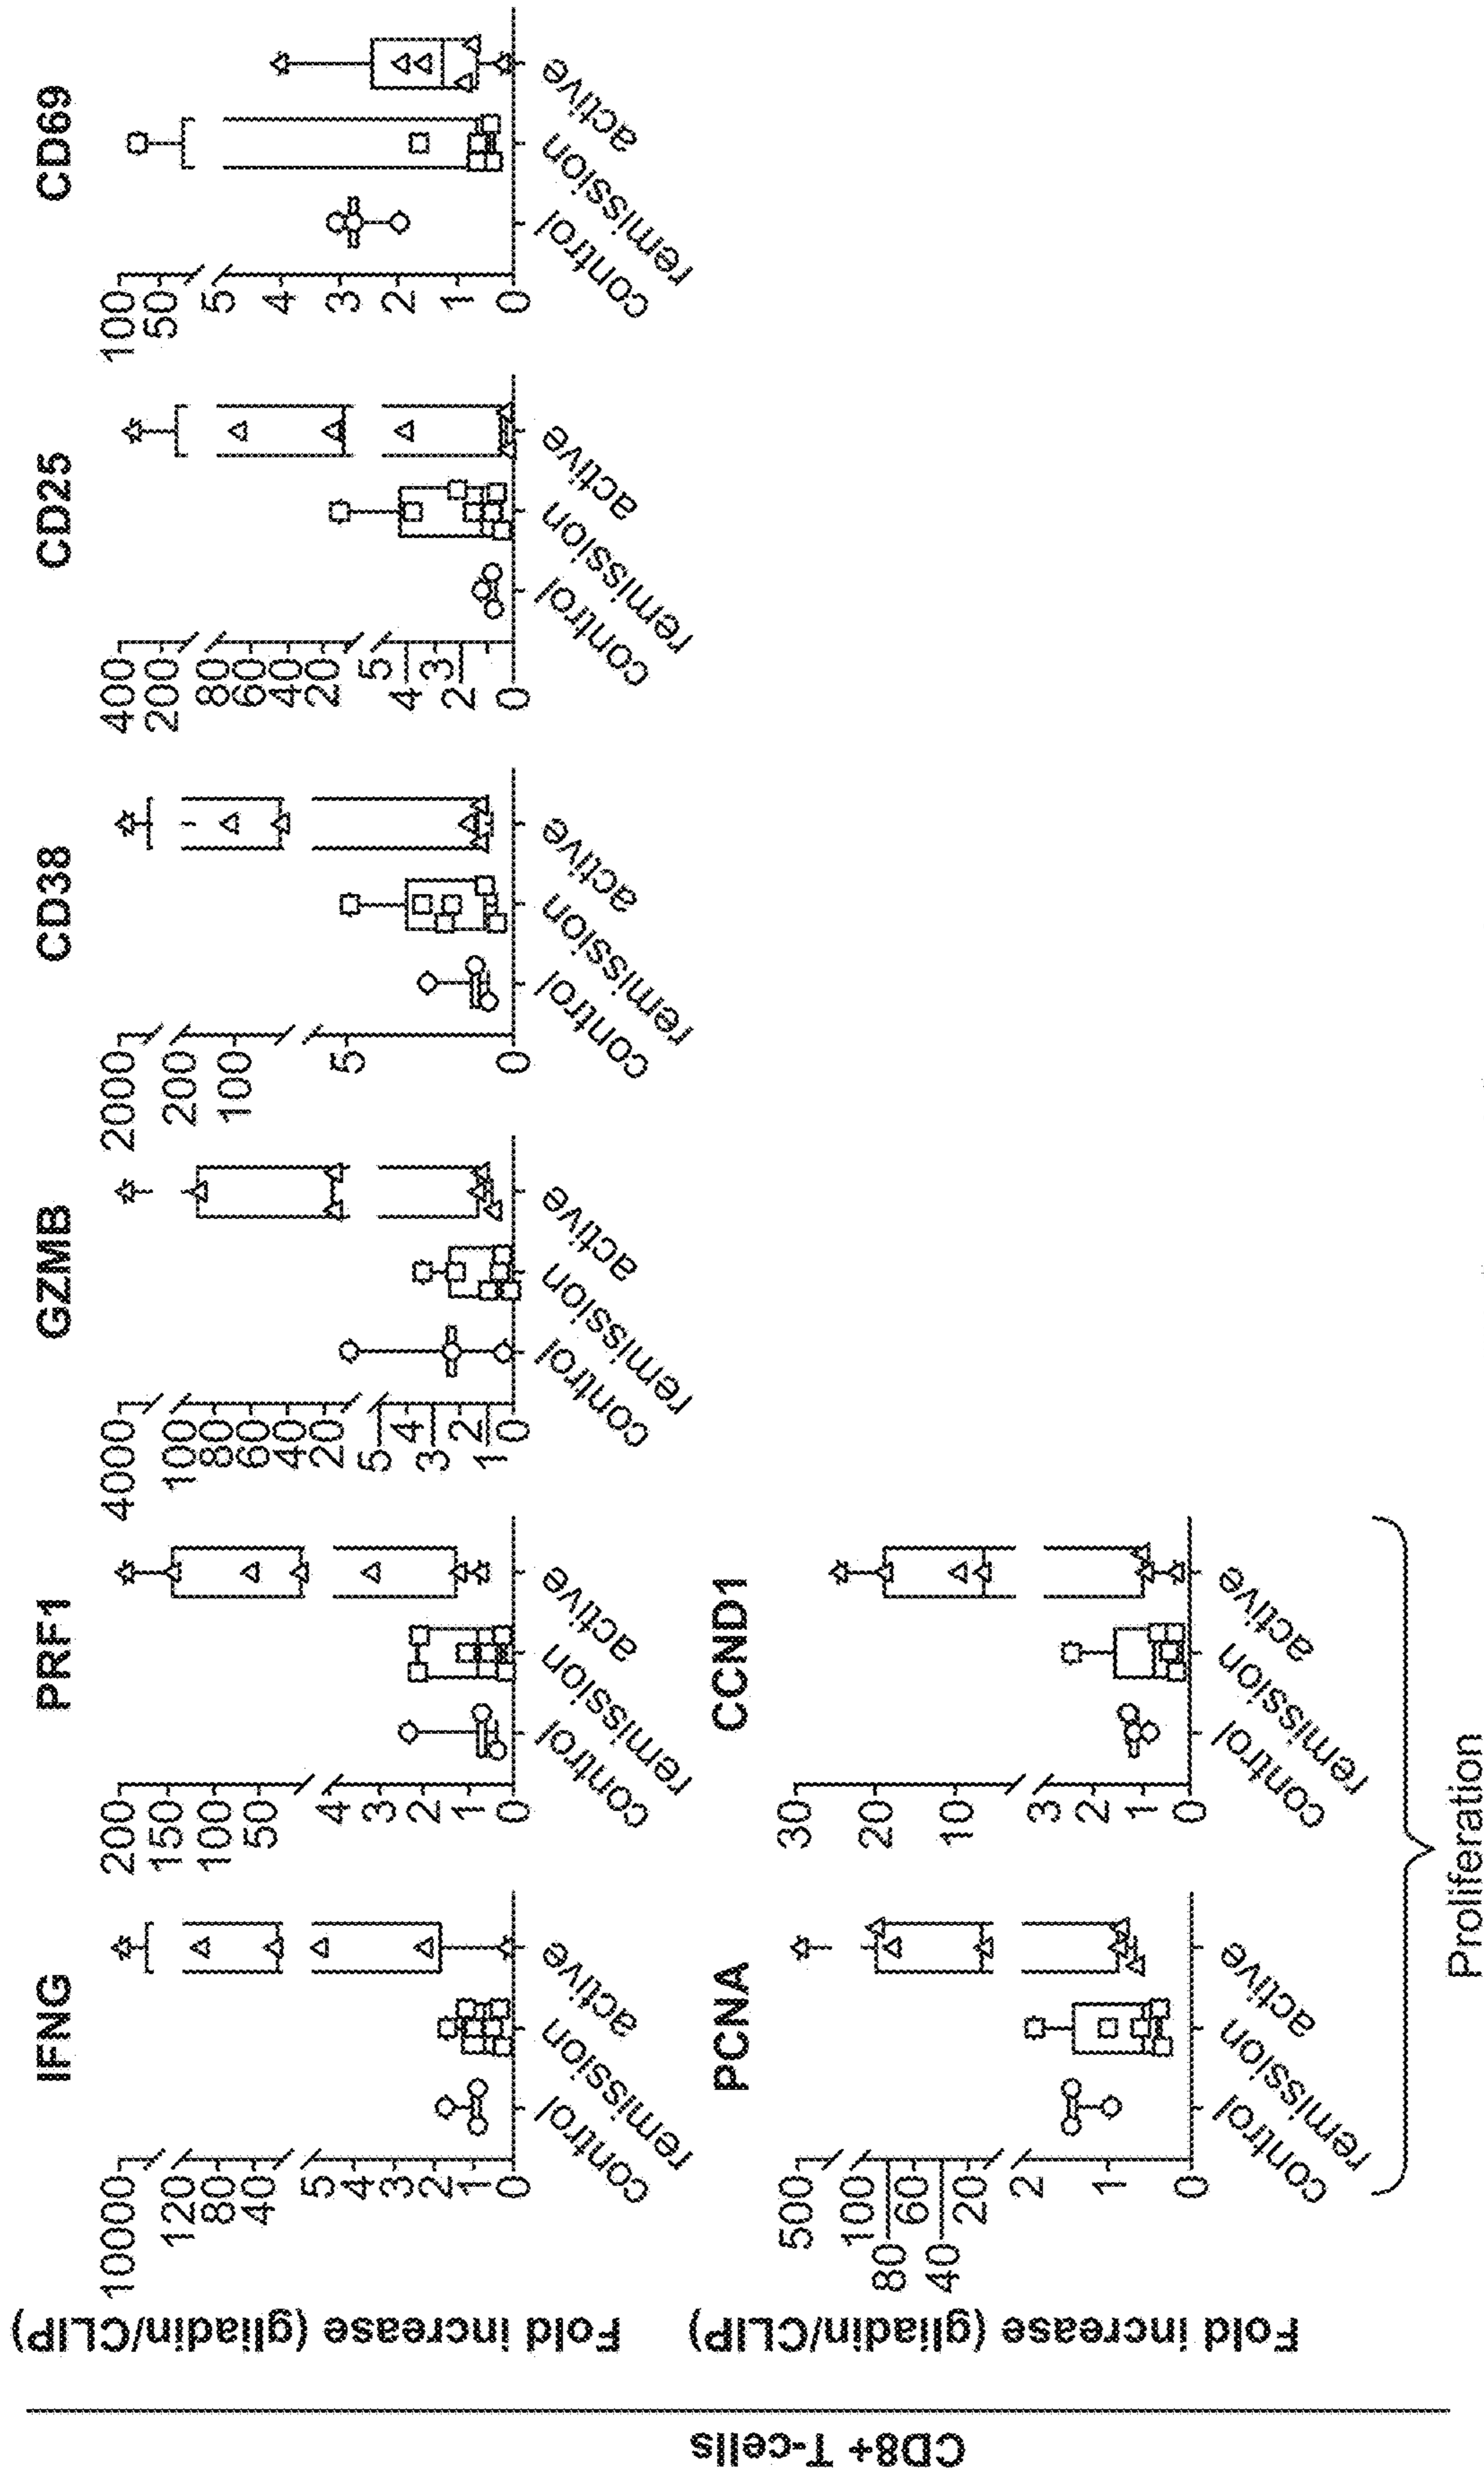 CD8+ T-cells
Fold increase (gliadin/CLIP)
IFNG
10000
120
80
40
5
4
3
2
1
0
control
remission
active
PRF1
200
150
100
50
4
3
2
1
0
control
remission
active
GZMB
4000
100
80
60
40
20
5
4
3
2
1
0
control
remission
active
CD38
2000
200
100
5
0
control
remission
active
CD25
400
200
80
60
40
20
5
4
3
2
0
control
remission
active
CD69
100
50
5
4
3
2
1
0
control
remission
active
Fold increase (gliadin/CLIP)
PCNA
500
100
80
60
40
20
2
1
0
control
remission
active
CCND1
30
20
10
3
2
1
0
control
remission
active
Proliferation